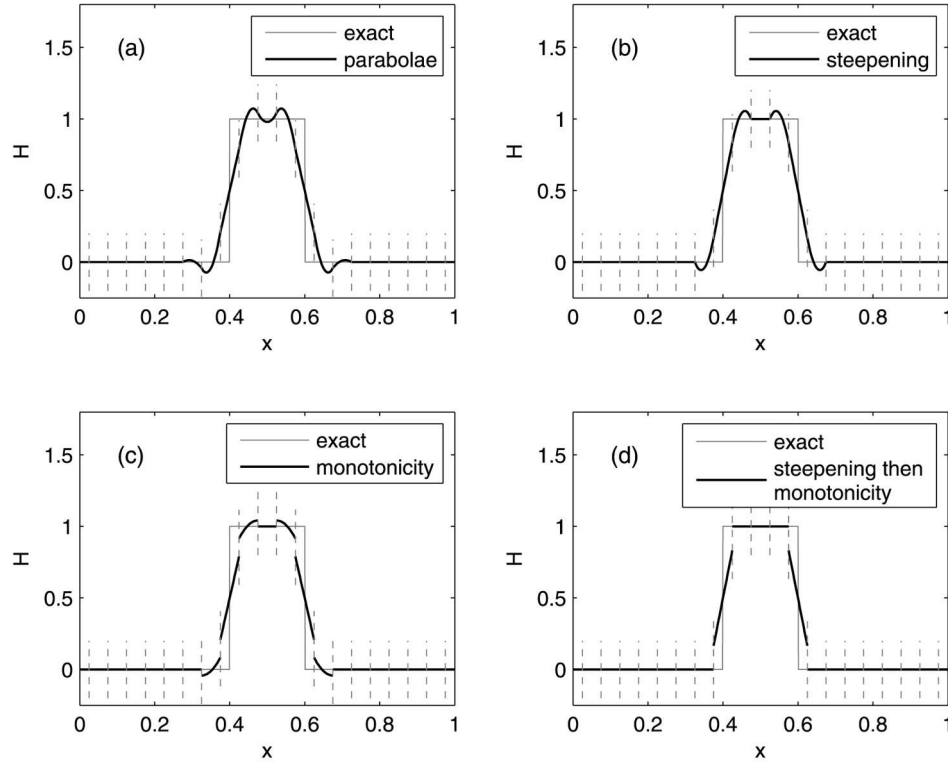 (a)
exact
parabolae
1.5
1
0.5
0
H
0 0.2 0.4 0.6 0.8 1
x
(b)
exact
steepening
1.5
1
0.5
0
H
0 0.2 0.4 0.6 0.8 1
x
(c)
exact
monotonicity
1.5
1
0.5
0
H
0 0.2 0.4 0.6 0.8 1
x
(d)
exact
steepening then
monotonicity
1.5
1
0.5
0
H
0 0.2 0.4 0.6 0.8 1
x